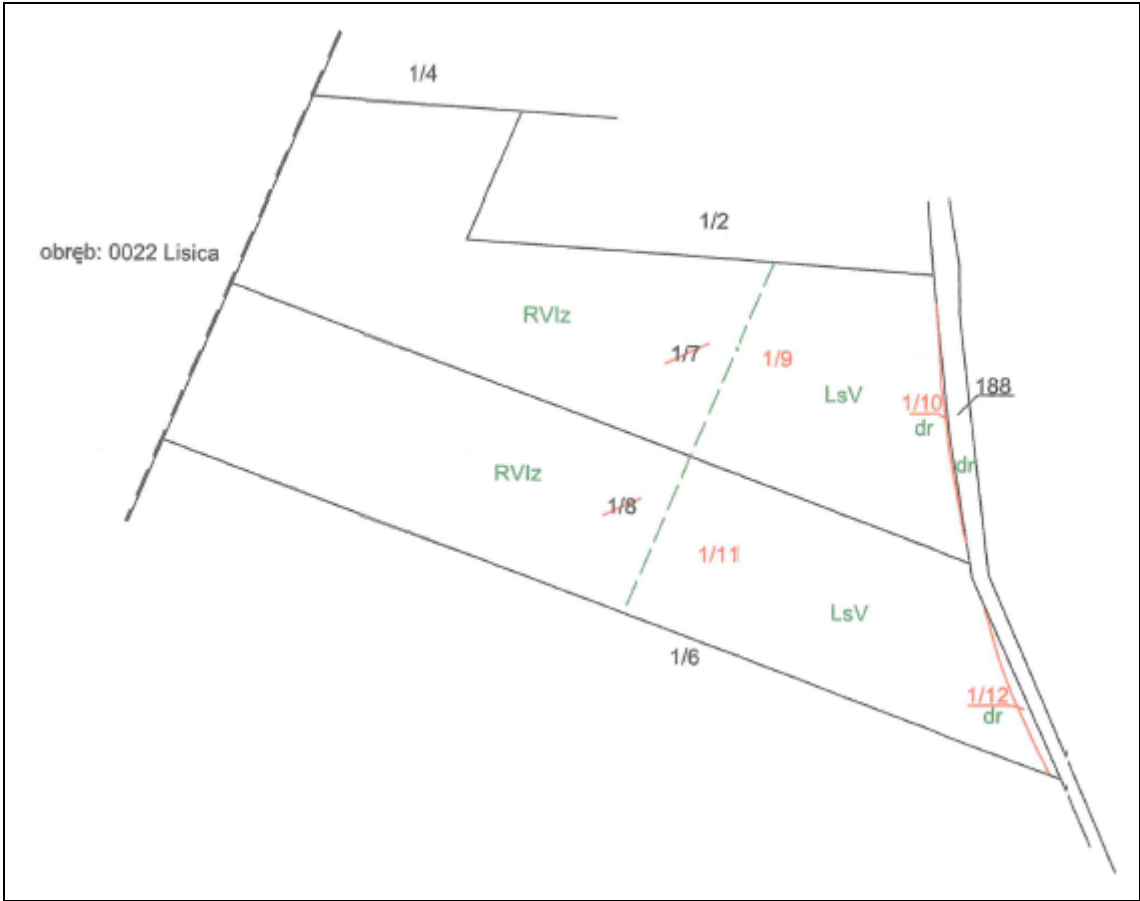 1/4
1/2
obręb: 0022 Lisica
RVIz
1/7
1/9
LsV
1/10
dr
188
dr
RVIz
1/8
1/11
LsV
1/6
1/12
dr